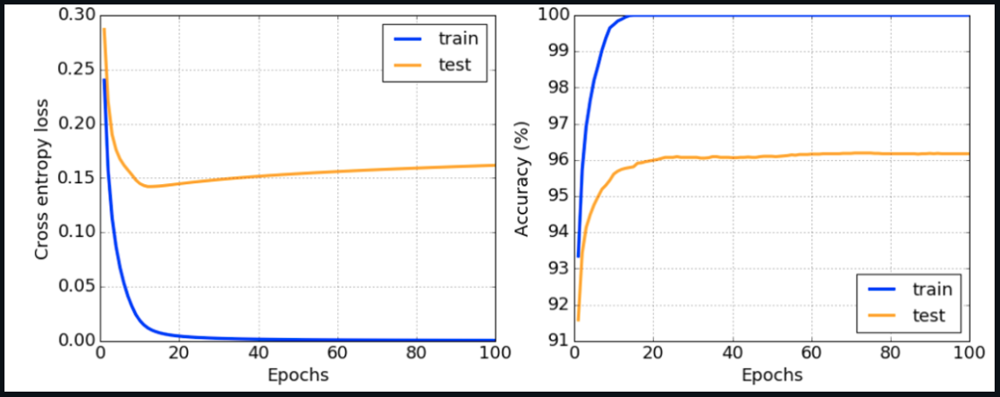 Cross entropy loss
0.30
0.25
0.20
0.15
0.10
0.05
0.00
0 20 40 60 80 100
Epochs
train
test
Accuracy (%)
100
99
98
97
96
95
94
93
92
91
0 20 40 60 80 100
Epochs
train
test